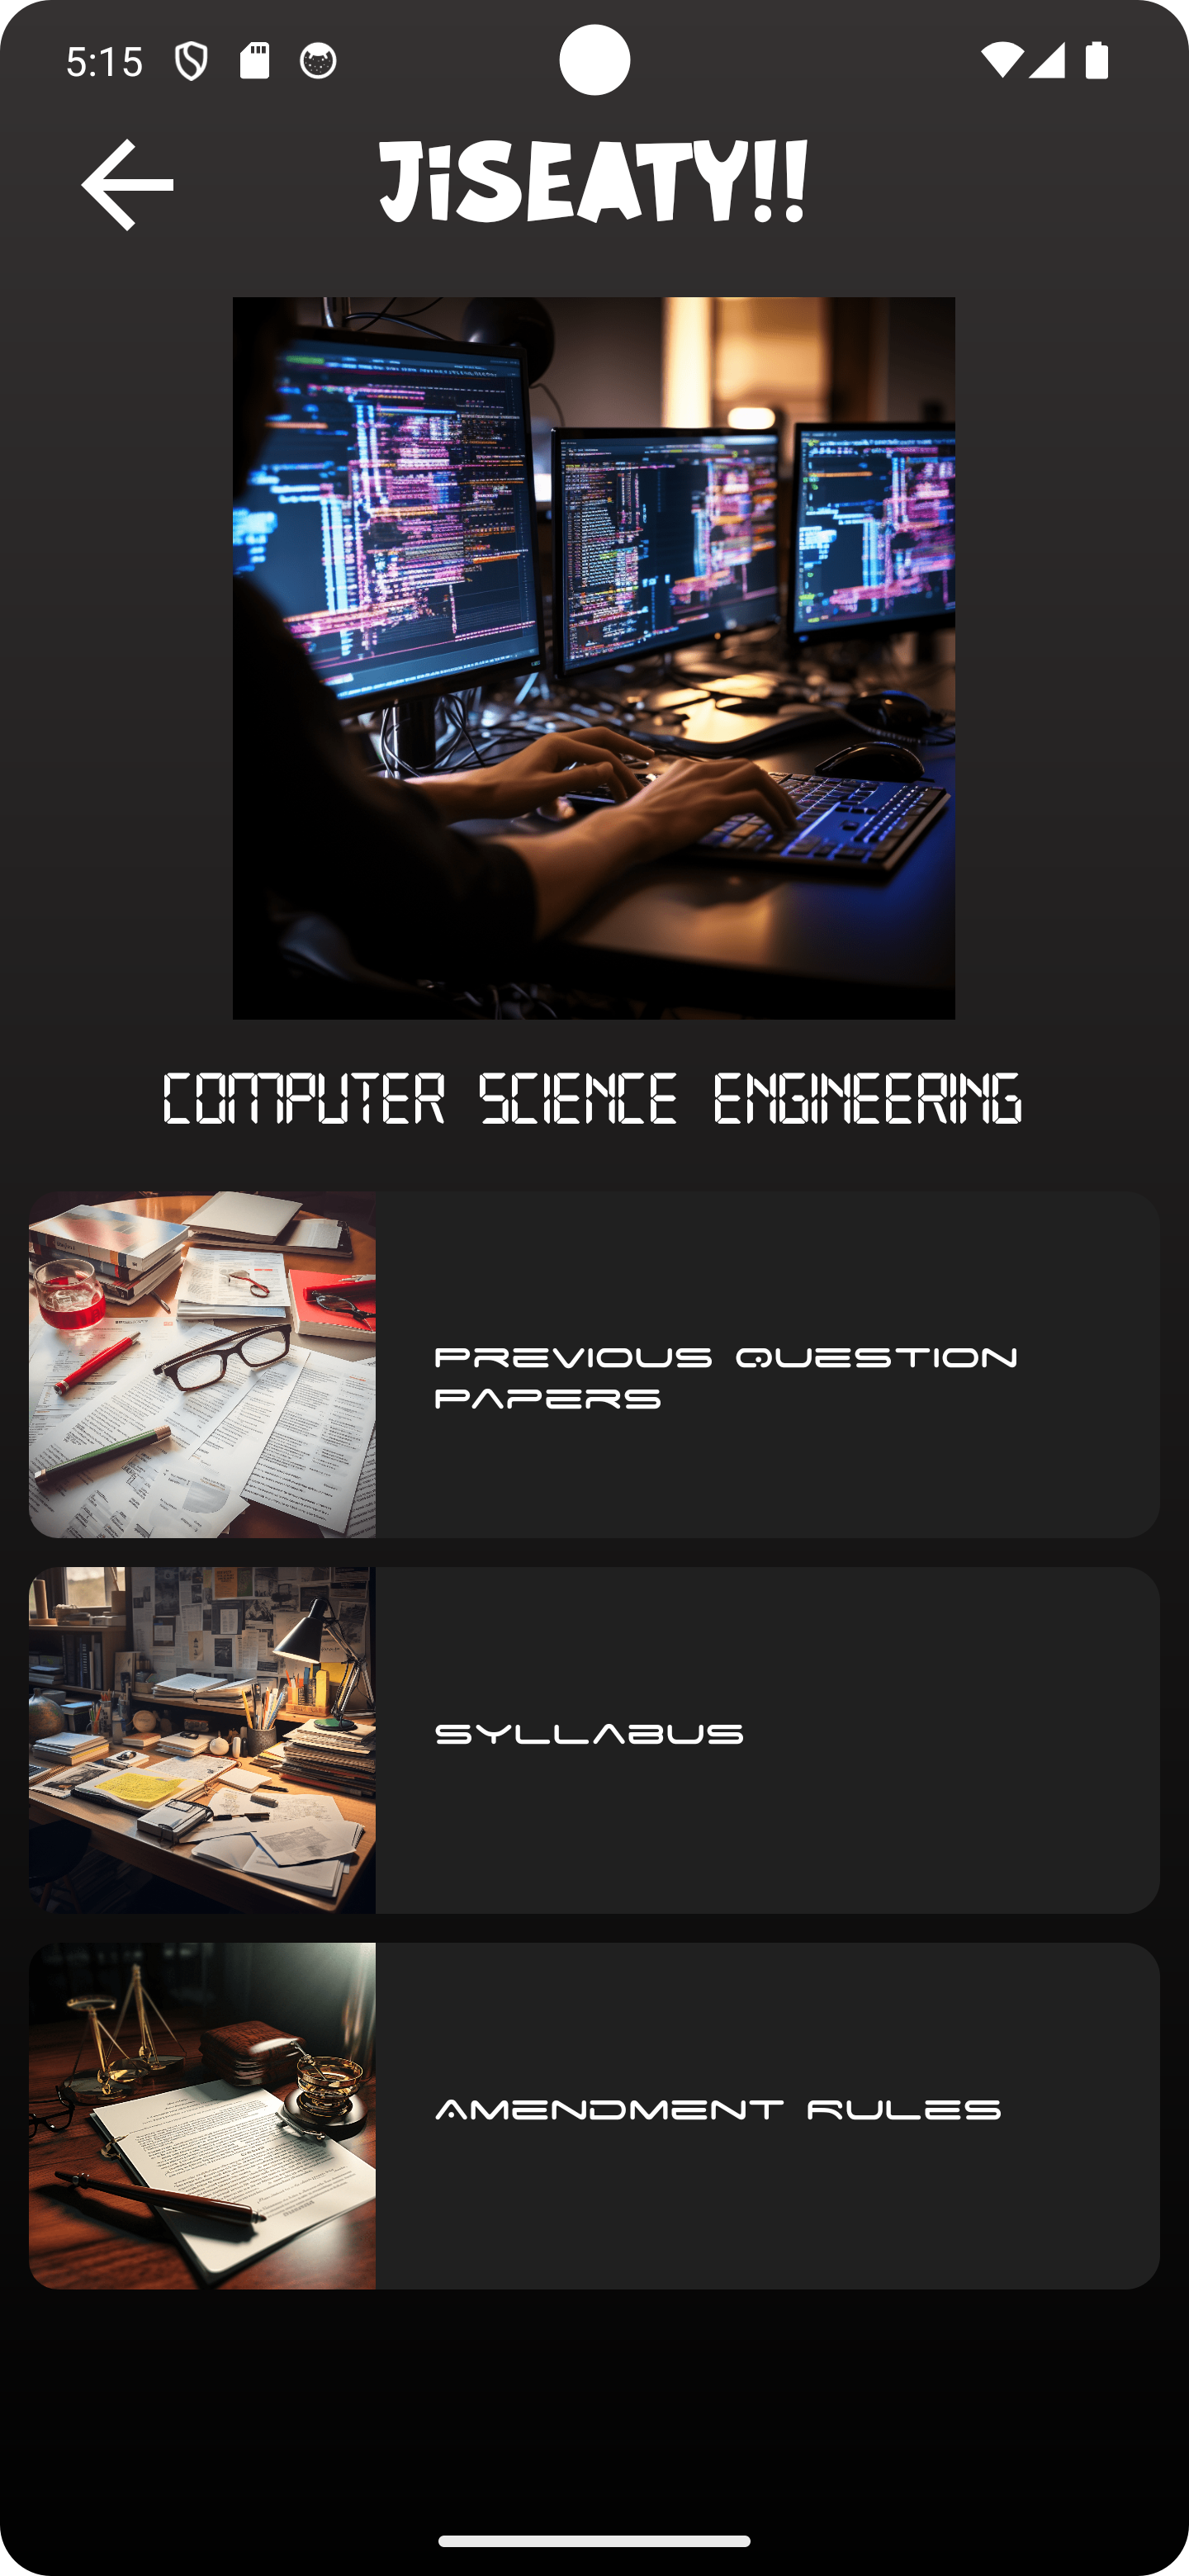 5:15
JiSEATY!!
COMPUTER SCIENCE ENGINEERING
PREVIOUS QUESTION
PAPERS
SYLLABUS
AMENDMENT RULES